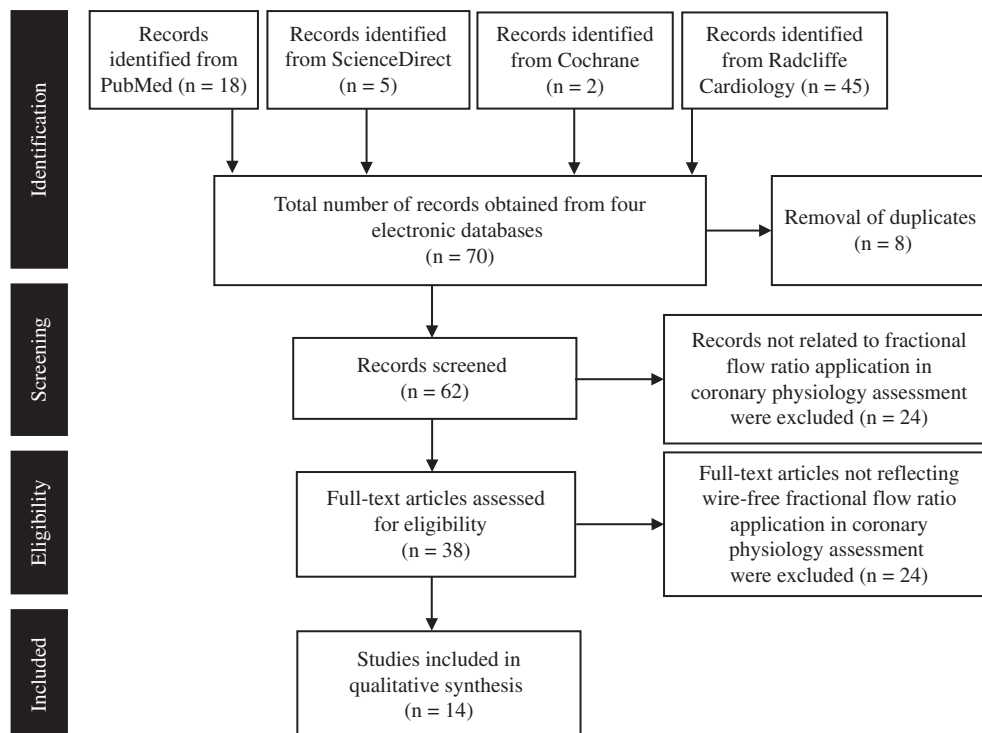 Identification
Records
identified from
PubMed (n = 18)
Records identified
from ScienceDirect
(n = 5)
Records identified
from Cochrane
(n = 2)
Records identified
from Radcliffe
Cardiology (n = 45)
Total number of records obtained from four
electronic databases
(n = 70)
Removal of duplicates
(n = 8)
Screening
Records screened
(n = 62)
Records not related to fractional
flow ratio application in
coronary physiology assessment
were excluded (n = 24)
Eligibility
Full-text articles assessed
for eligibility
(n = 38)
Full-text articles not reflecting
wire-free fractional flow ratio
application in coronary
physiology assessment
were excluded (n = 24)
Included
Studies included in
qualitative synthesis
(n = 14)